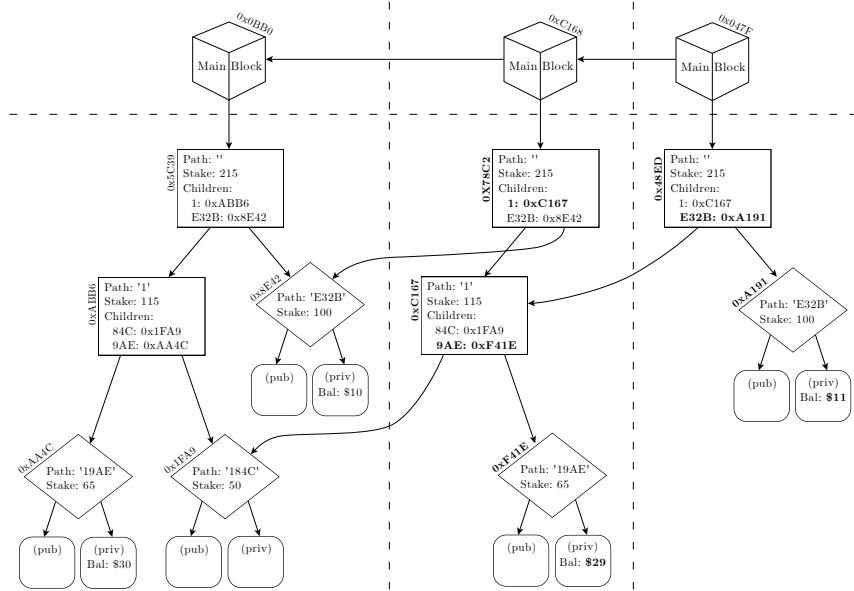 0x0BB0
Main Block
0xC168
Main Block
0x047F
Main Block
0x5C39
Path: ''
Stake: 215
Children:
1: 0xABB6
E32B: 0x8E42
0X78C2
Path: ''
Stake: 215
Children:
1: 0xC167
E32B: 0x8E42
0x48ED
Path: ''
Stake: 215
Children:
1: 0xC167
E32B: 0xA191
0xABB6
Path: '1'
Stake: 115
Children:
84C: 0x1FA9
9AE: 0xAA4C
0x8E42
Path: 'E32B'
Stake: 100
(pub)
(priv)
Bal: $10
0xC167
Path: '1'
Stake: 115
Children:
84C: 0x1FA9
9AE: 0xF41E
0xA191
Path: 'E32B'
Stake: 100
(pub)
(priv)
Bal: $11
0xAA4C
Path: '19AE'
Stake: 65
(pub)
(priv)
Bal: $30
0x1FA9
Path: '184C'
Stake: 50
(pub)
(priv)
0xF41E
Path: '19AE'
Stake: 65
(pub)
(priv)
Bal: $29